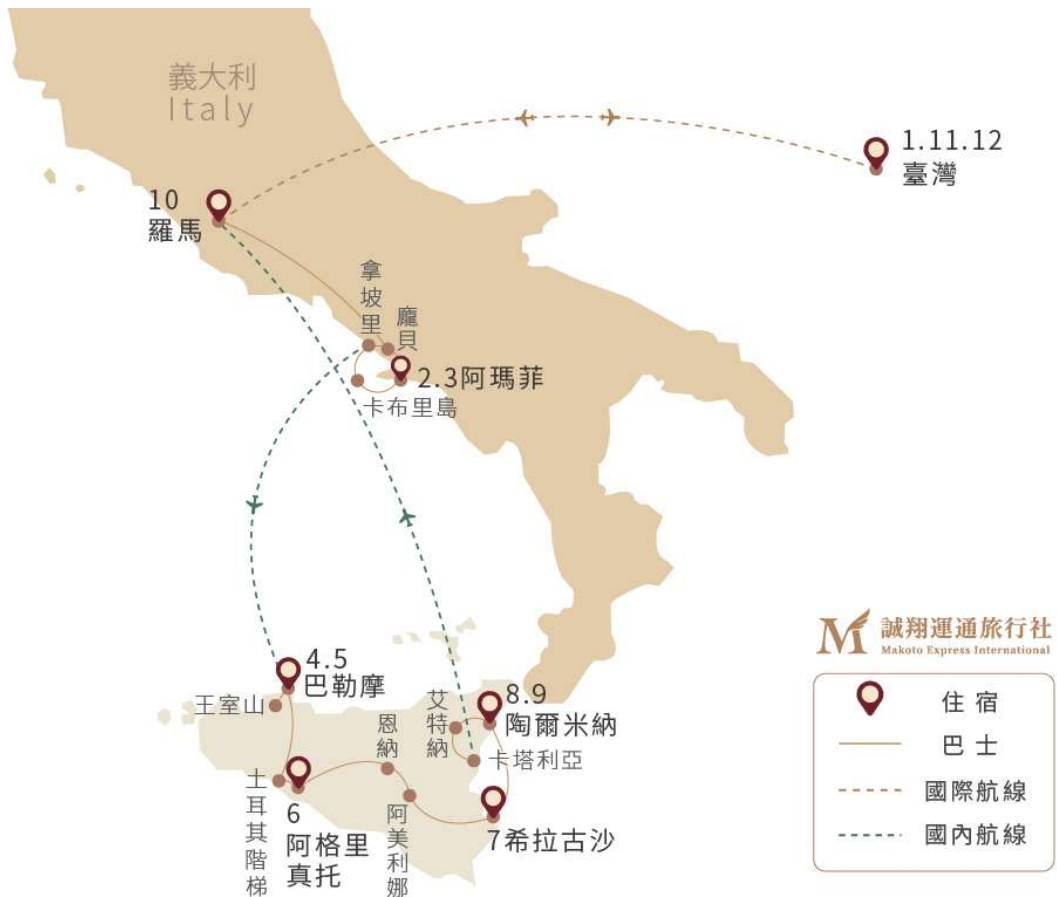 義大利
Italy
1.11.12
臺灣
10
羅馬
拿坡里
龐貝
2.3阿瑪菲
卡布里島
4.5
巴勒摩
王室山
8.9
陶爾米納
艾特納
恩納
卡塔利亞
土耳其階梯
6
阿格里
真托
阿美利娜
7希拉古沙
誠翔運通旅行社
Makoto Express International
住宿
巴士
國際航線
國內航線